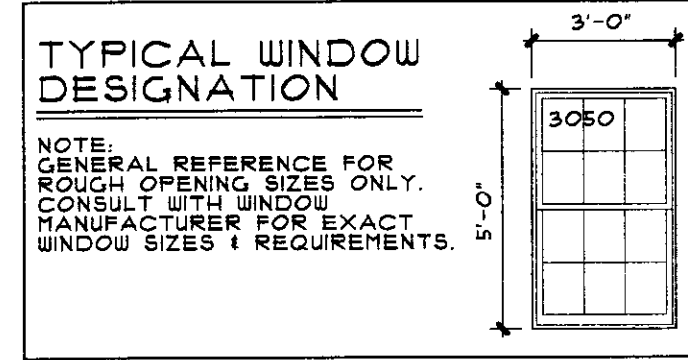 TYPICAL WINDOW
DESIGNATION
NOTE:
GENERAL REFERENCE FOR
ROUGH OPENING SIZES ONLY.
CONSULT WITH WINDOW
MANUFACTURER FOR EXACT
WINDOW SIZES & REQUIREMENTS.
3'-0"
3050
5'-0"